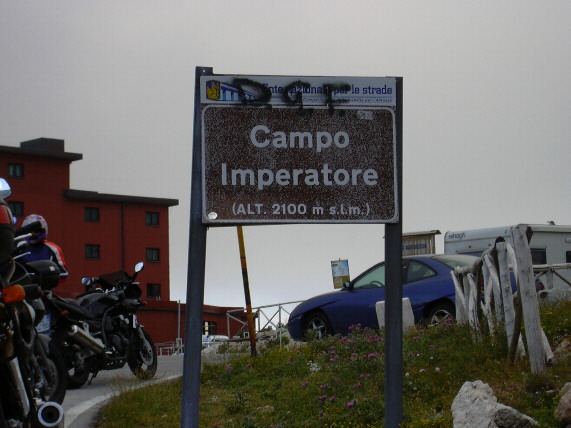 per le strade
Campo
Imperatore
(ALT. 2100 m s.l.m.)